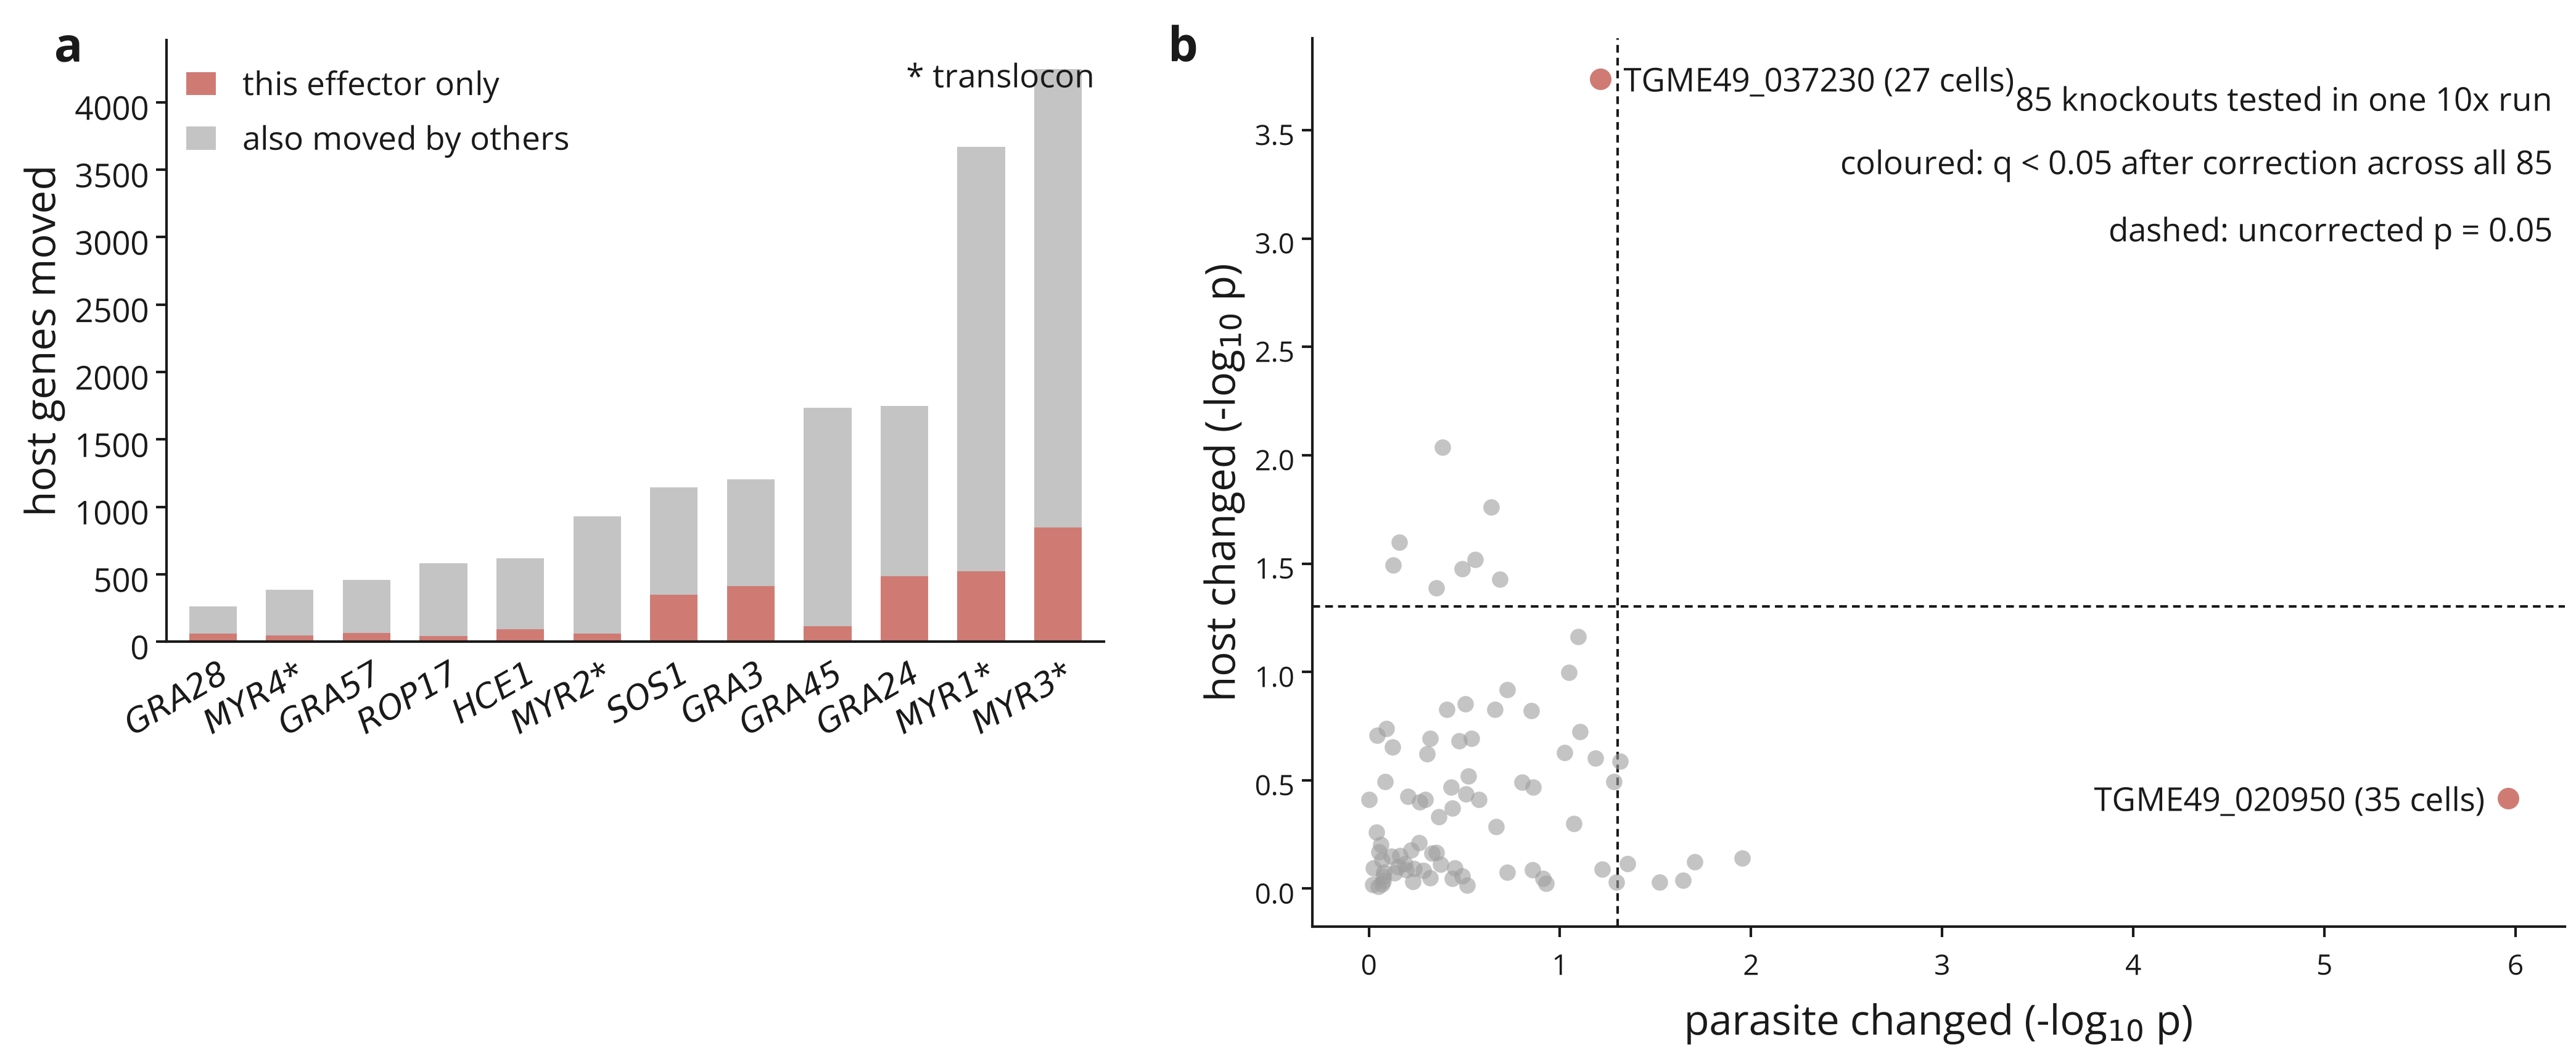 a
this effector only
also moved by others
* translocon
host genes moved
4000
3500
3000
2500
2000
1500
1000
500
0
GRA28
MYR4*
GRA57
ROP17
HCE1
MYR2*
SOS1
GRA3
GRA45
GRA24
MYR1*
MYR3*
b
TGME49_037230 (27 cells)
85 knockouts tested in one 10x run
coloured: q < 0.05 after correction across all 85
dashed: uncorrected p = 0.05
host changed (-log₁₀ p)
3.5
3.0
2.5
2.0
1.5
1.0
0.5
0.0
TGME49_020950 (35 cells)
0 1 2 3 4 5 6
parasite changed (-log₁₀ p)